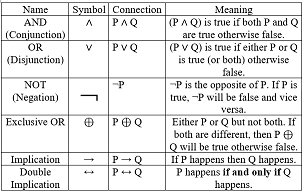 Name Symbol Connection Meaning
AND
(Conjunction) ∧ P ∧ Q (P ∧ Q) is true if both P and Q
are true otherwise false.
OR
(Disjunction) ∨ P ∨ Q (P ∨ Q) is true if either P or Q
is true (or both) otherwise
false.
NOT
(Negation) ¬ ¬P ¬P is the opposite of P. If P is
true, ¬P will be false and vice
versa.
Exclusive OR ⊕ P ⊕ Q Either P or Q but not both. If
both are different, then P ⊕
Q will be true otherwise false.
Implication → P → Q If P happens then Q happens.
Double
Implication ↔ P ↔ Q P happens if and only if Q
happens.